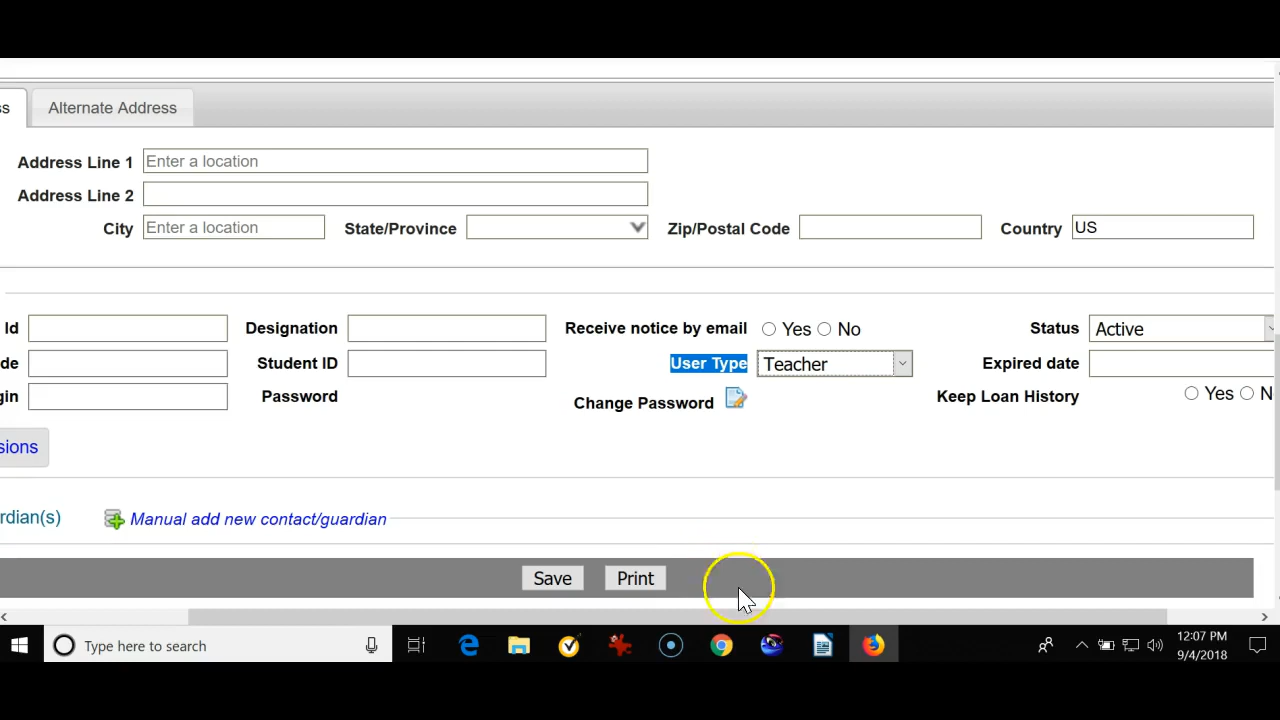 ss Alternate Address
Address Line 1 Enter a location
Address Line 2
City Enter a location State/Province Zip/Postal Code Country US
Id Designation Receive notice by email Yes No Status Active
de Student ID User Type Teacher Expired date
gin Password Change Password Keep Loan History Yes N
sions
rdian(s) Manual add new contact/guardian
Save Print
Type here to search 12:07 PM
9/4/2018